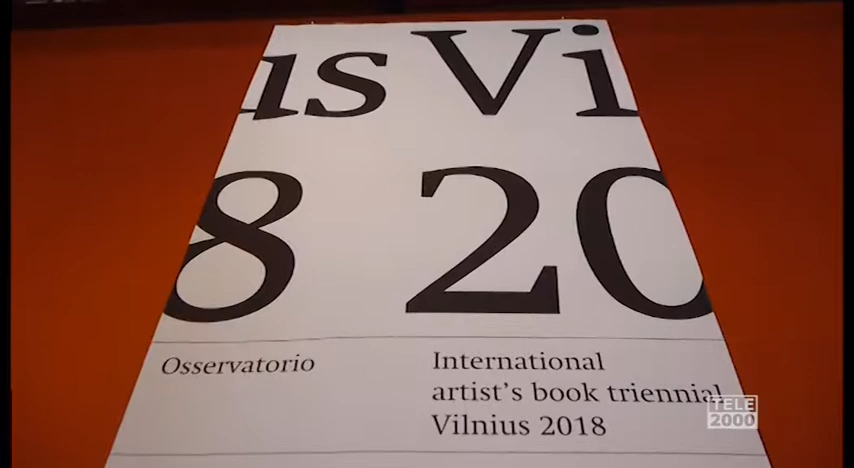 us Vi
8 20
Osservatorio
International
artist's book triennial
Vilnius 2018
TELE
2000